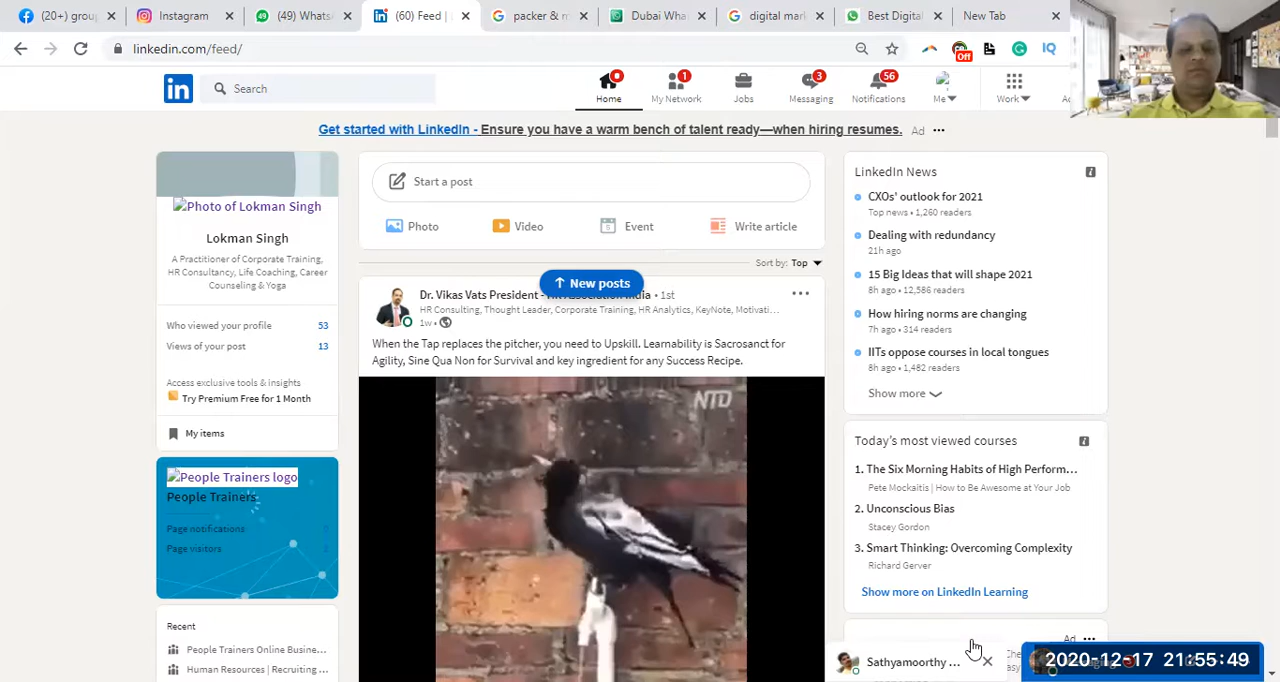 (20+) group
Instagram
(49) Whats
(60) Feed |
packer & m
Dubai Wha
digital mar
Best Digital
New Tab
linkedin.com/feed/
Off
IQ
in
Search
Home
1
My Network
Jobs
3
Messaging
56
Notifications
Me
Work
Get started with LinkedIn - Ensure you have a warm bench of talent ready—when hiring resumes. Ad
Photo of Lokman Singh
Lokman Singh
A Practitioner of Corporate Training,
HR Consultancy, Life Coaching, Career
Counseling & Yoga
Who viewed your profile 53
Views of your post 13
Access exclusive tools & insights
Try Premium Free for 1 Month
My items
People Trainers logo
People Trainers
Page notifications
Page visitors
Recent
People Trainers Online Busine...
Human Resources | Recruiting ...
Start a post
Photo
Video
Event
Write article
Sort by: Top
New posts
Dr. Vikas Vats President - HR Association India • 1st
HR Consulting, Thought Leader, Corporate Training, HR Analytics, KeyNote, Motivati...
1w •
When the Tap replaces the pitcher, you need to Upskill. Learnability is Sacrosanct for
Agility, Sine Qua Non for Survival and key ingredient for any Success Recipe.
NTD
LinkedIn News
CXOs' outlook for 2021
Top news • 1,260 readers
Dealing with redundancy
21h ago
15 Big Ideas that will shape 2021
8h ago • 12,586 readers
How hiring norms are changing
7h ago • 314 readers
IITs oppose courses in local tongues
8h ago • 1,482 readers
Show more
Today's most viewed courses
1. The Six Morning Habits of High Perform...
Pete Mockaitis | How to Be Awesome at Your Job
2. Unconscious Bias
Stacey Gordon
3. Smart Thinking: Overcoming Complexity
Richard Gerver
Show more on LinkedIn Learning
Ad
Sathyamoorthy ...
2020-12-17 21:55:49